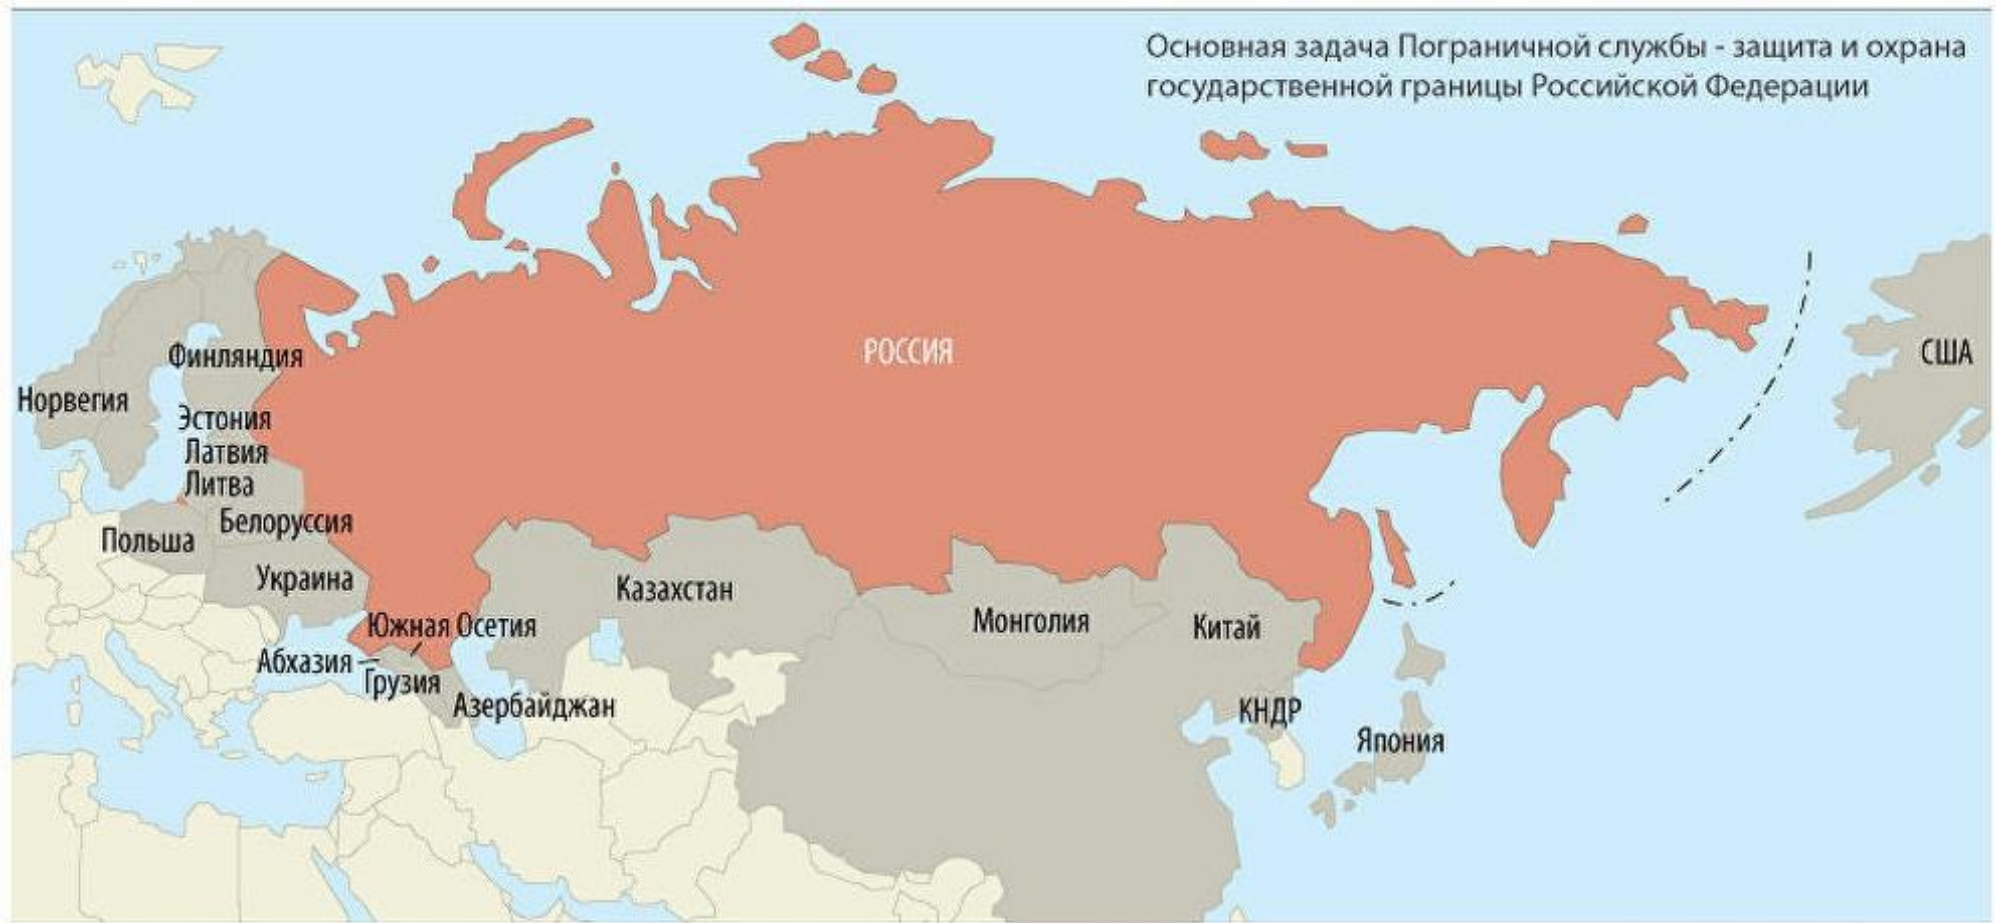 Основная задача Пограничной службы - защита и охрана
государственной границы Российской Федерации
РОССИЯ
США
Финляндия
Норвегия
Эстония
Латвия
Литва
Белоруссия
Польша
Украина
Казахстан
Южная Осетия
Монголия
Китай
Абхазия
Грузия
Азербайджан
КНДР
Япония